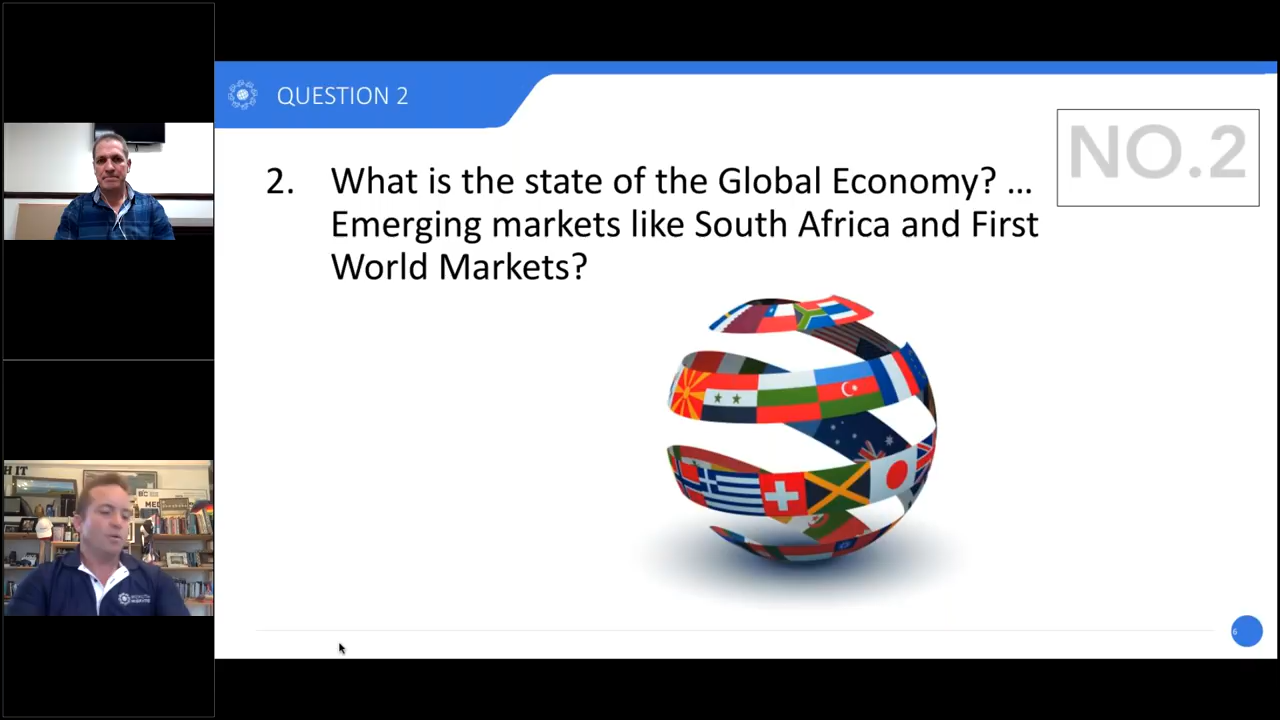 QUESTION 2
NO.2
2. What is the state of the Global Economy? ...
Emerging markets like South Africa and First
World Markets?
6